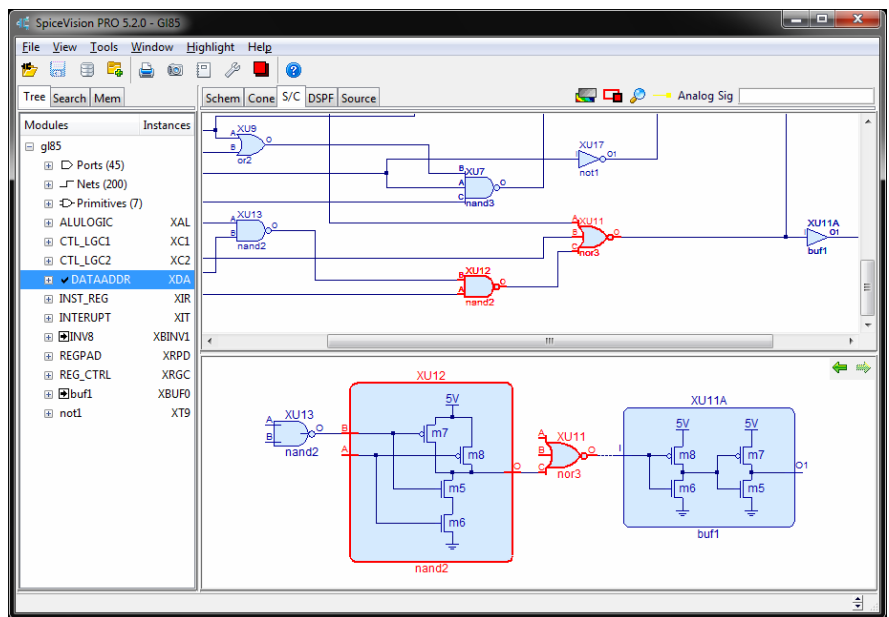 SpiceVision PRO 5.2.0 - GI85
File View Tools Window Highlight Help
Tree Search Mem
Schem Cone S/C DSPF Source
Analog Sig
Modules Instances
gl85
Ports (45)
Nets (200)
Primitives (7)
ALULOGIC XAL
CTL_LGC1 XC1
CTL_LGC2 XC2
DATAADDR XDA
INST_REG XIR
INTERUPT XIT
INV8 XBINV1
REGPAD XRPD
REG_CTRL XRGC
buf1 XBUF0
not1 XT9
XU9
A
B
O
or2
XU7
B
A
C
O
nand3
XU17
I
O1
not1
XU13
A
B
O
nand2
XU11
A
B
C
O
nor3
XU11A
I
O1
buf1
XU12
B
A
O
nand2
XU13
A
B
O
nand2
XU12
5V
B
A
m7
m8
m5
m6
O
nand2
XU11
A
B
C
O
nor3
XU11A
I
5V 5V
m8 m7
m6 m5
O1
buf1